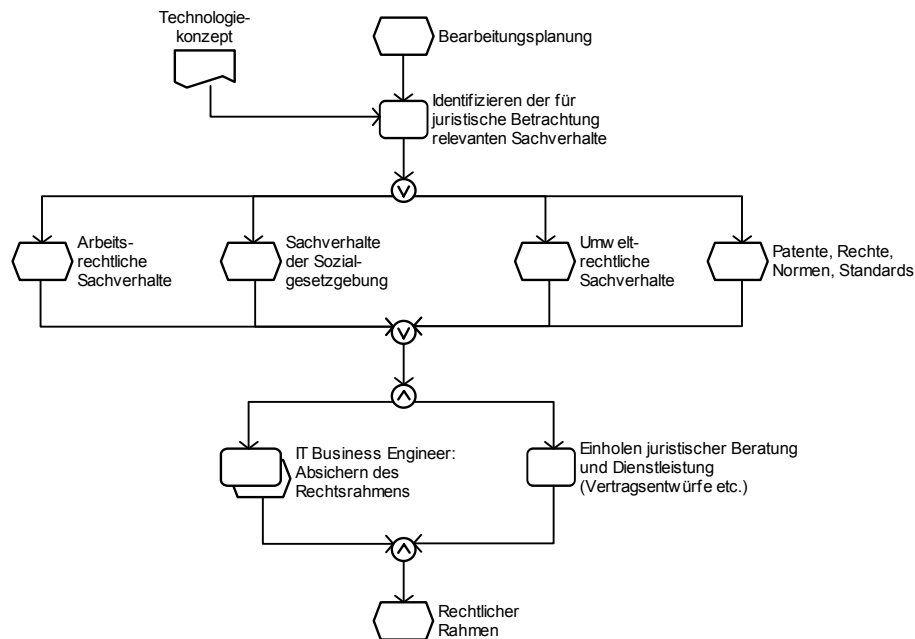 Technologie-
konzept
Bearbeitungsplanung
Identifizieren der für
juristische Betrachtung
relevanten Sachverhalte
V
Arbeits-
rechtliche
Sachverhalte
Sachverhalte
der Sozial-
gesetzgebung
Umwelt-
rechtliche
Sachverhalte
Patente, Rechte,
Normen, Standards
V
IT Business Engineer:
Absichern des
Rechtsrahmens
Einholen juristischer Beratung
und Dienstleistung
(Vertragsentwürfe etc.)
Rechtlicher
Rahmen